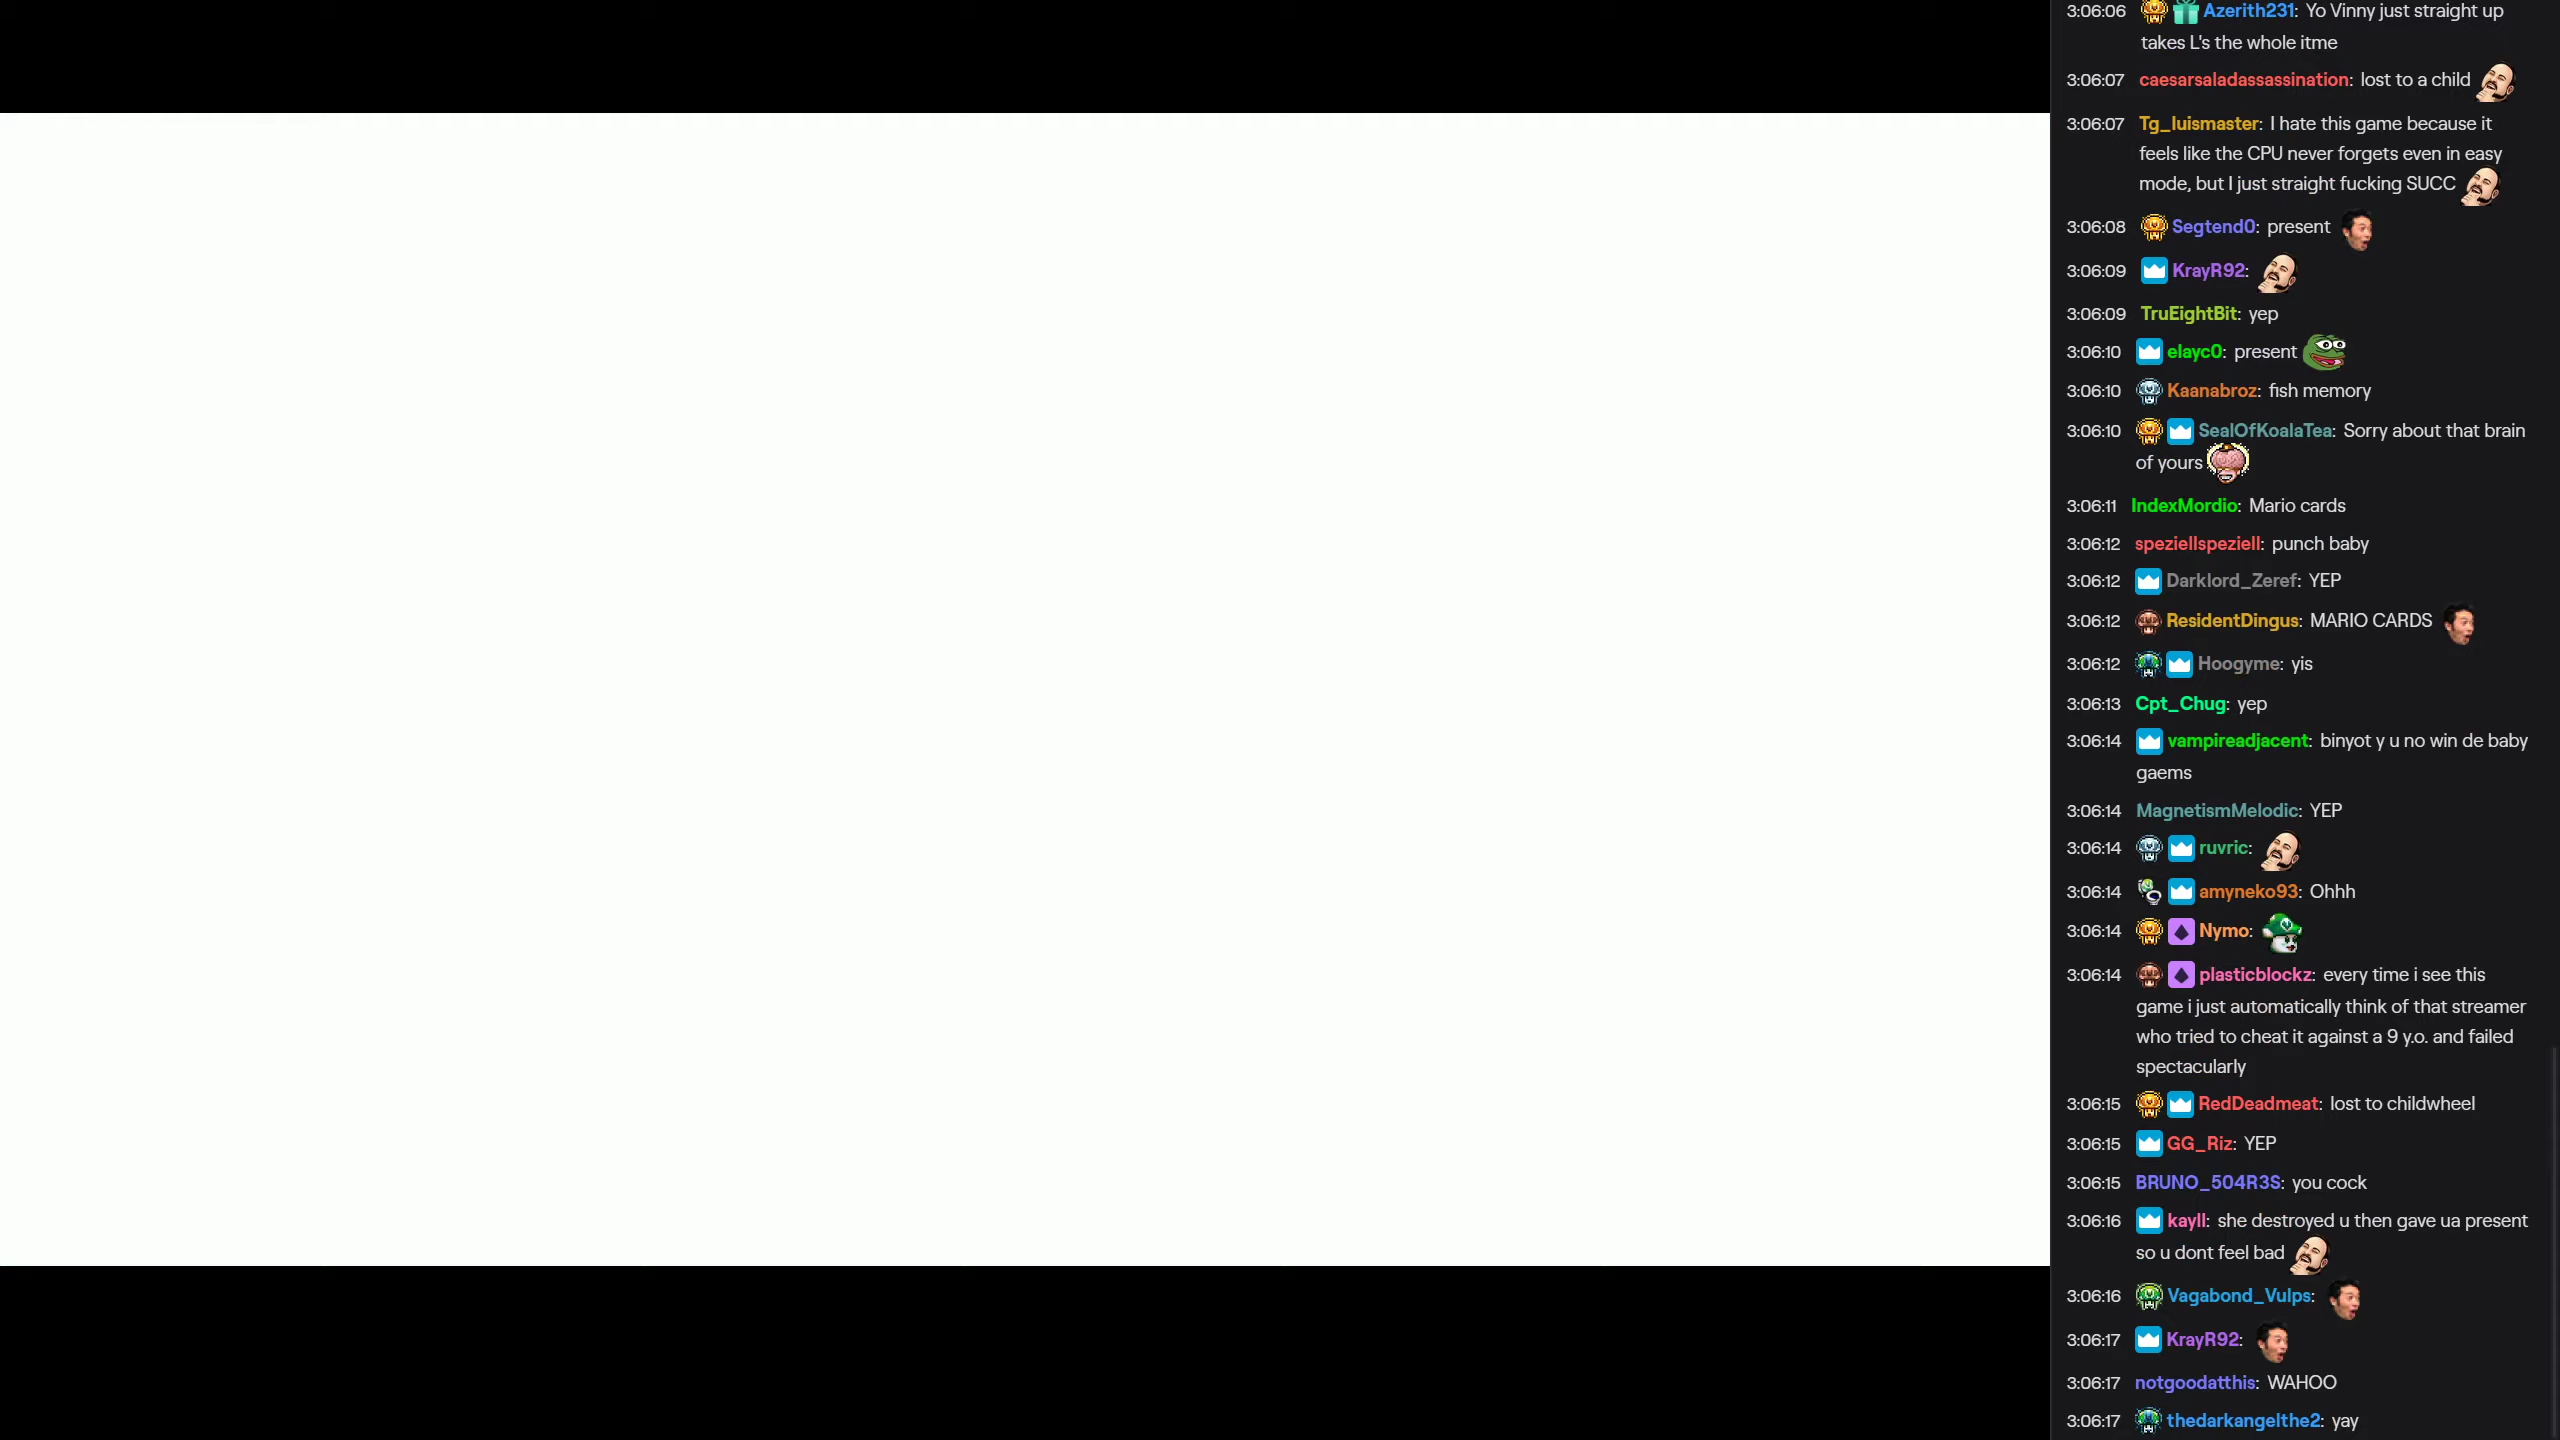 3:06:06 Azerith231: Yo Vinny just straight up
takes L's the whole itme
3:06:07 caesarsaladassassination: lost to a child
3:06:07 Tg_luismaster: I hate this game because it
feels like the CPU never forgets even in easy
mode, but I just straight fucking SUCC
3:06:08 Segtend0: present
3:06:09 KrayR92:
3:06:09 TruEightBit: yep
3:06:10 elayc0: present
3:06:10 Kaanabroz: fish memory
3:06:10 SealOfKoalaTea: Sorry about that brain
of yours
3:06:11 IndexMordio: Mario cards
3:06:12 speziellspeziell: punch baby
3:06:12 Darklord_Zeref: YEP
3:06:12 ResidentDingus: MARIO CARDS
3:06:12 Hoogyme: yis
3:06:13 Cpt_Chug: yep
3:06:14 vampireadjacent: binyot y u no win de baby
gaems
3:06:14 MagnetismMelodic: YEP
3:06:14 ruvric:
3:06:14 amyneko93: Ohhh
3:06:14 Nymo:
3:06:14 plasticblockz: every time i see this
game i just automatically think of that streamer
who tried to cheat it against a 9 y.o. and failed
spectacularly
3:06:15 RedDeadmeat: lost to childwheel
3:06:15 GG_Riz: YEP
3:06:15 BRUNO_504R3S: you cock
3:06:16 kayll: she destroyed u then gave ua present
so u dont feel bad
3:06:16 Vagabond_Vulps:
3:06:17 KrayR92:
3:06:17 notgoodatthis: WAHOO
3:06:17 thedarkangelthe2: yay